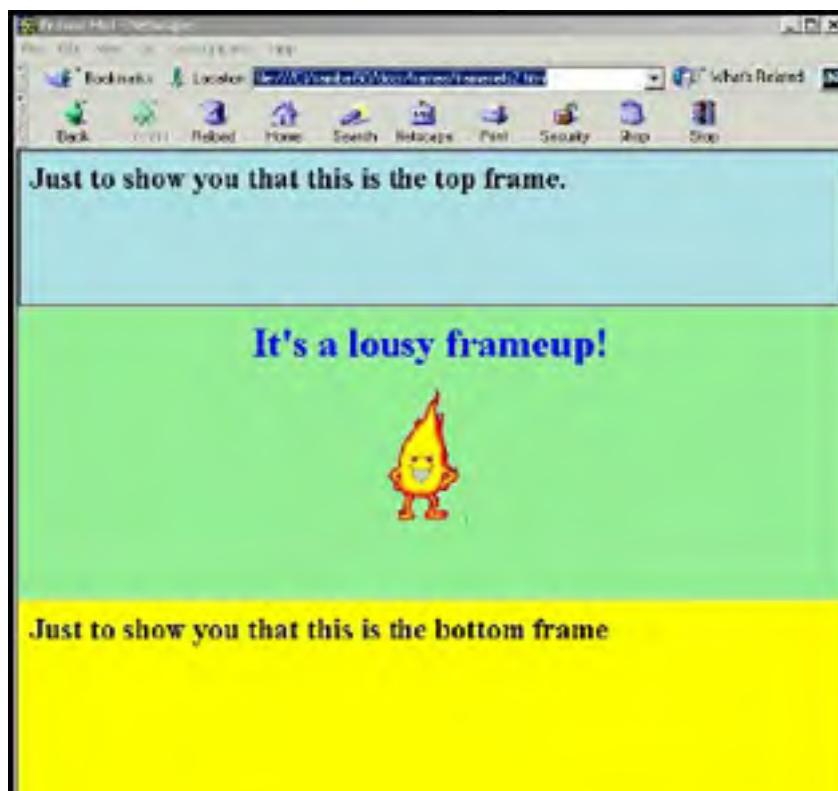 Bookmarks Location What's Related
Back Reload Home Search Netscape Print Security Shop Stop
Just to show you that this is the top frame.
It's a lousy frameup!
Just to show you that this is the bottom frame